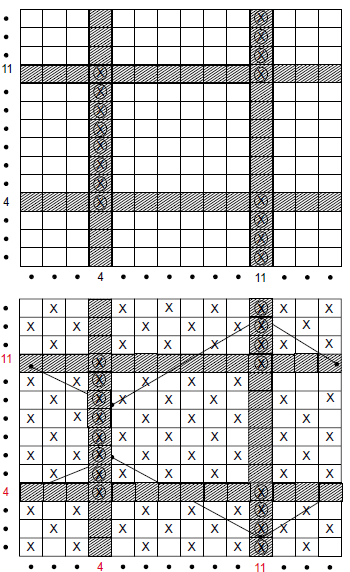 • ⓧ
• ⓧ
• ⓧ
11 ⓧ ⓧ
• ⓧ
• ⓧ
• ⓧ
• ⓧ
• ⓧ
• ⓧ
4 ⓧ
• ⓧ
• ⓧ
• ⓧ
• • • 4 • • • • • • 11 • • •
• X X X X ⓧ X X
• X X X X X ⓧ X
• X X X X ⓧ X X
11 ⓧ ⓧ
• X X ⓧ X X X
• X ⓧ X X X X X
• X X ⓧ X X X X
• X ⓧ X X X X X
• X X ⓧ X X X X
• X ⓧ X X X X X
4 ⓧ ⓧ
• X X X X X ⓧ X
• X X X X ⓧ X X
• X X X X X ⓧ X
• • • 4 • • • • • • 11 • • •